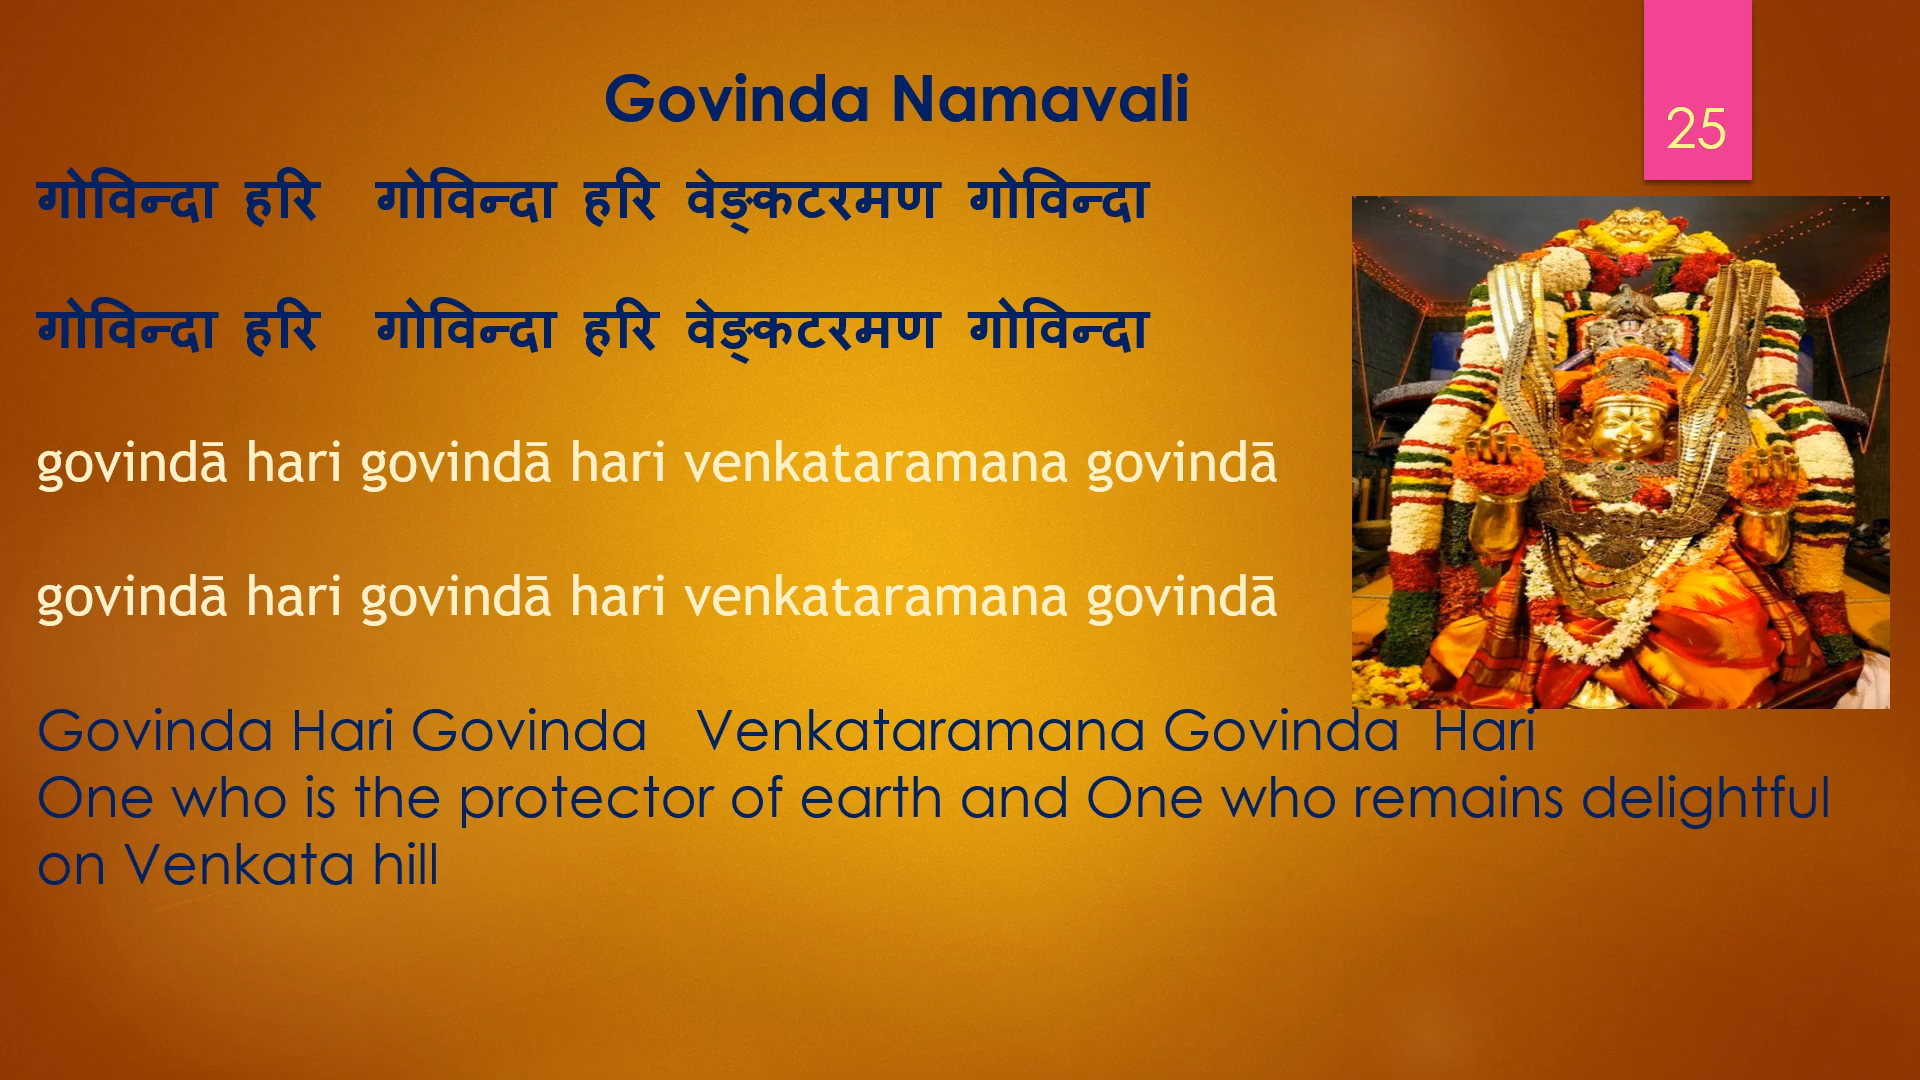 Govinda Namavali
25
गोविन्दा हरि गोविन्दा हरि वेङ्कटरमण गोविन्दा
गोविन्दा हरि गोविन्दा हरि वेङ्कटरमण गोविन्दा
govindā hari govindā hari venkataramana govindā
govindā hari govindā hari venkataramana govindā
Govinda Hari Govinda Venkataramana Govinda Hari
One who is the protector of earth and One who remains delightful
on Venkata hill